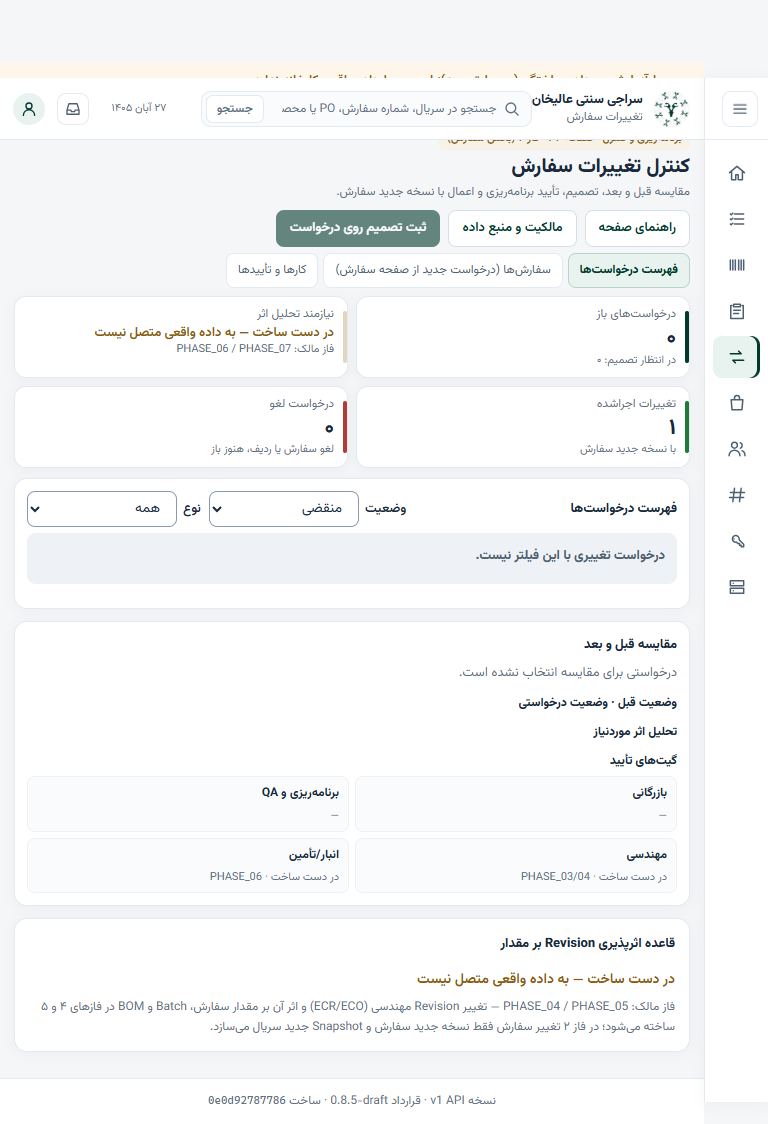 سراجی سنتی عالیخان
تغییرات سفارش
جستجو در سریال، شماره سفارش، PO یا محصو
جستجو
۲۷ آبان ۱۴۰۵
کنترل تغییرات سفارش
مقایسه قبل و بعد، تصمیم، تأیید برنامه‌ریزی و اعمال با نسخه جدید سفارش.
راهنمای صفحه
مالکیت و منبع داده
ثبت تصمیم روی درخواست
فهرست درخواست‌ها
سفارش‌ها (درخواست جدید از صفحه سفارش)
کارها و تأییدها
درخواست‌های باز
۰
در انتظار تصمیم: ۰
نیازمند تحلیل اثر
در دست ساخت — به داده واقعی متصل نیست
فاز مالک: PHASE_06 / PHASE_07
تغییرات اجراشده
۱
با نسخه جدید سفارش
درخواست لغو
۰
لغو سفارش یا ردیف، هنوز باز
فهرست درخواست‌ها
وضعیت
منقضی
نوع
همه
درخواست تغییری با این فیلتر نیست.
مقایسه قبل و بعد
درخواستی برای مقایسه انتخاب نشده است.
وضعیت قبل · وضعیت درخواستی
تحلیل اثر موردنیاز
گیت‌های تأیید
بازرگانی
—
برنامه‌ریزی و QA
—
مهندسی
در دست ساخت · PHASE_03/04
انبار/تأمین
در دست ساخت · PHASE_06
قاعده اثرپذیری Revision بر مقدار
در دست ساخت — به داده واقعی متصل نیست
فاز مالک: PHASE_04 / PHASE_05 — تغییر Revision مهندسی (ECR/ECO) و اثر آن بر مقدار سفارش، Batch و BOM در فازهای ۴ و ۵
ساخته می‌شود؛ در فاز ۲ تغییر سفارش فقط نسخه جدید سفارش و Snapshot جدید سریال می‌سازد.
نسخه API v1 · قرارداد 0.8.5-draft · ساخت 0e0d92787786